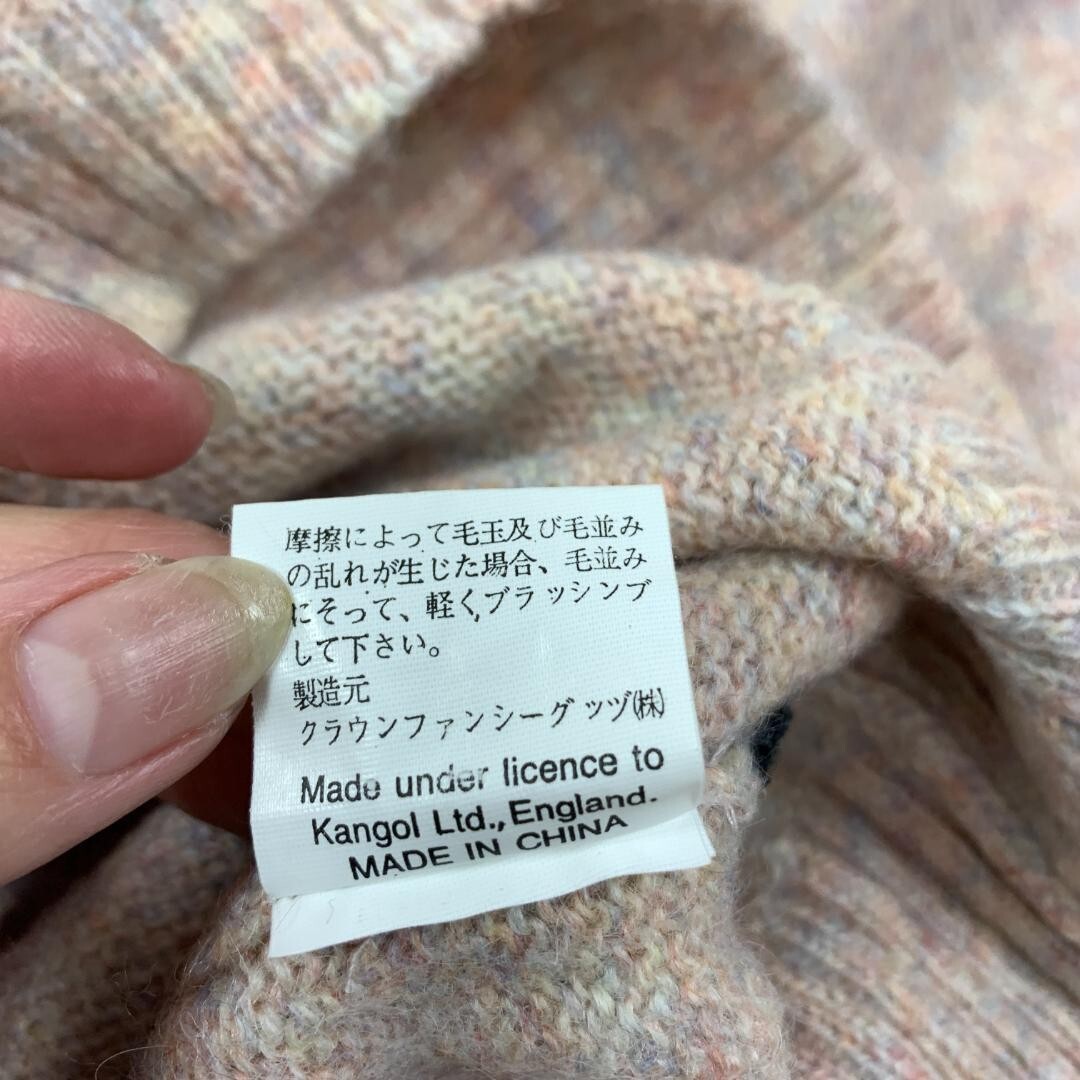 摩擦によって毛玉及び毛並み
の乱れが生じた場合、毛並み
にそって、軽くブラッシング
して下さい。
製造元
クラウンファンシーグッヅ(株)
Made under licence to
Kangol Ltd., England.
MADE IN CHINA